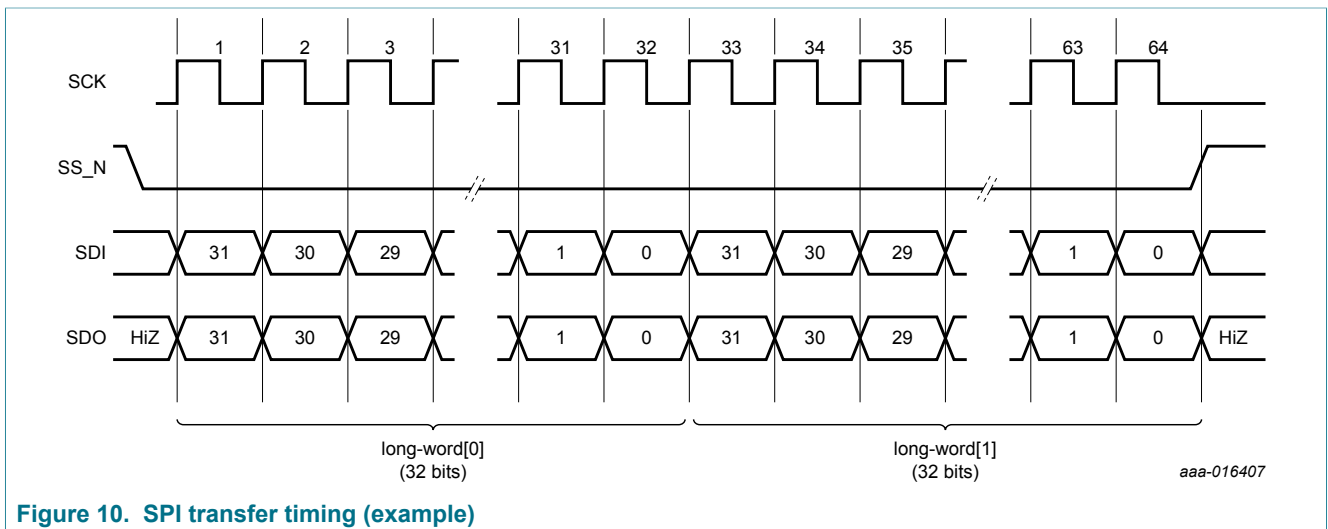 1 2 3 31 32 33 34 35 63 64
SCK
SS_N
SDI 31 30 29 1 0 31 30 29 1 0
SDO HiZ 31 30 29 1 0 31 30 29 1 0 HiZ
long-word[0] long-word[1]
(32 bits) (32 bits) aaa-016407
Figure 10. SPI transfer timing (example)